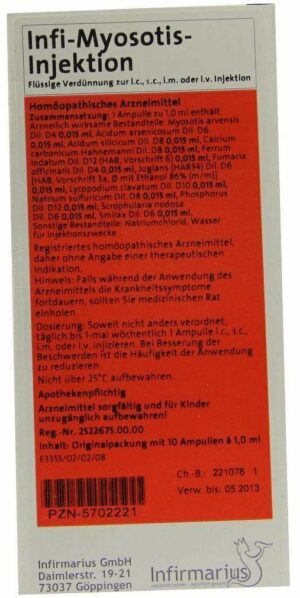 Infi-Myosotis-
Injektion
Flüssige Verdünnung zur i.c., s.c., i.m. oder i.v. Injektion
Homöopathisches Arzneimittel
Zusammensetzung: 1 Ampulle zu 1,0 ml enthält:
Arzneilich wirksame Bestandteile: Myosotis arvensis
Dil. D4 0,015 ml, Acidum arsenicosum Dil. D6
0,015 ml, Acidum silicicum Dil. D8 0,015 ml, Calcium
carbonicum Hahnemanni Dil. D8 0,015 ml, Ferrum
iodatum Dil. D12 (HAB, Vorschrift 6) 0,015 ml, Fumaria
officinalis Dil. D4 0,015 ml, Juglans (HAB34) Dil. D6
(HAB, Vorschrift 3a, Ø mit Ethanol 86% (m/m))
0,015 ml, Lycopodium clavatum Dil. D10 0,015 ml,
Natrium sulfuricum Dil. D8 0,015 ml, Phosphorus
Dil. D12 0,015 ml, Scrophularia nodosa
Dil. D6 0,015 ml, Smilax Dil. D6 0,015 ml.
Sonstige Bestandteile: Natriumchlorid, Wasser
für Injektionszwecke.
Registriertes homöopathisches Arzneimittel,
daher ohne Angabe einer therapeutischen
Indikation.
Hinweis: Falls während der Anwendung des
Arzneimittels die Krankheitssymptome
fortdauern, sollten Sie medizinischen Rat
einholen.
Dosierung: Soweit nicht anders verordnet,
täglich bis 1-mal wöchentlich 1 Ampulle i.c., s.c.,
i.m. oder i.v. injizieren. Bei Besserung der
Beschwerden ist die Häufigkeit der Anwendung
zu reduzieren.
Nicht über 25°C aufbewahren.
Apothekenpflichtig
Arzneimittel sorgfältig und für Kinder
unzugänglich aufbewahren!
Reg.-Nr. 2522675.00.00
Inhalt: Originalpackung mit 10 Ampullen à 1,0 ml
F3355/02/02/08
Ch.-B.: 221076 1
Verw. bis: 05.2013
PZN-5702221
Infirmarius GmbH
Daimlerstr. 19-21
73037 Göppingen
Infirmarius